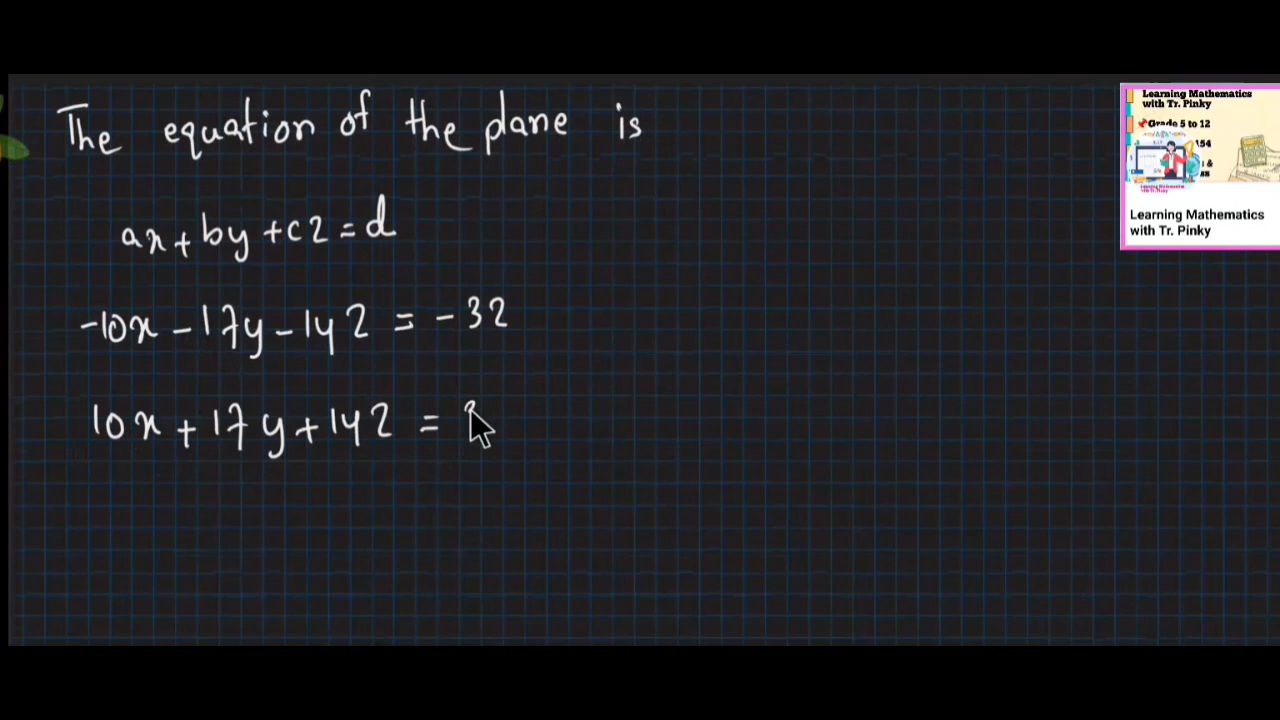 The equation of the plane is
ax+by+cz=d
-10x-17y-14z=-32
10x+17y+14z=
Learning Mathematics
with Tr. Pinky
Grade 5 to 12
154
&
Learning Mathematics
with Tr. Pinky